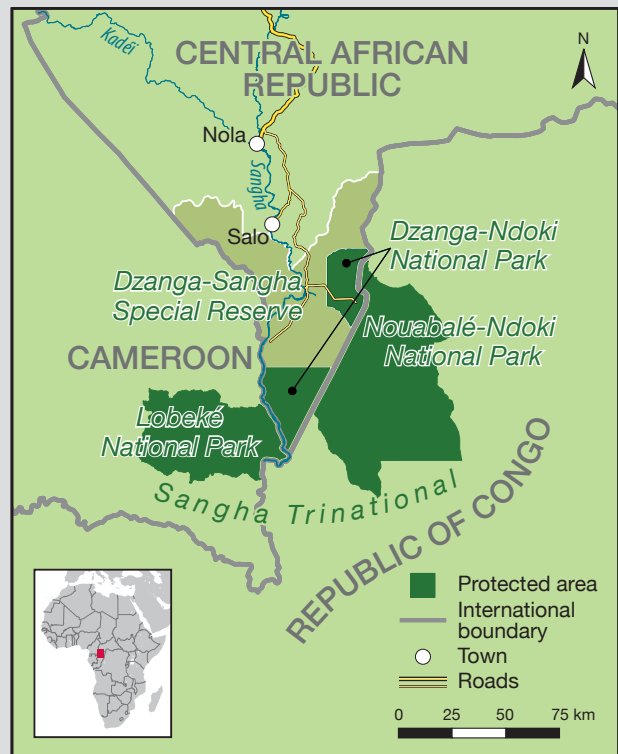 Kadéï
CENTRAL AFRICAN
REPUBLIC
N
Nola
Sangha
Salo
Dzanga-Ndoki
National Park
Dzanga-Sangha
Special Reserve
Nouabalé-Ndoki
National Park
CAMEROON
Lobeké
National Park
Sangha Trinational
REPUBLIC OF CONGO
Protected area
International
boundary
Town
Roads
0 25 50 75 km